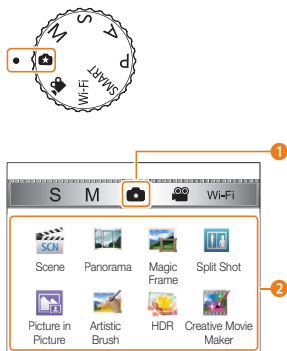 S
A
M
P
SMART
Wi-Fi
1
S M Wi-Fi
SCN
Scene Panorama Magic Frame Split Shot
2
Picture in Picture Artistic Brush HDR Creative Movie Maker